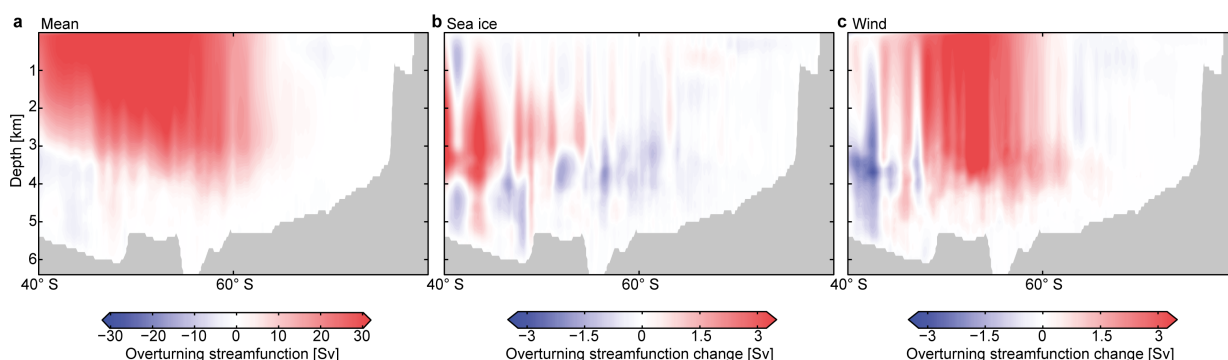 a Mean
b Sea ice
c Wind
Depth [km]
1
2
3
4
5
6
40° S
60° S
40° S
60° S
40° S
60° S
−30 −20 −10 0 10 20 30
Overturning streamfunction [Sv]
−3 −1.5 0 1.5 3
Overturning streamfunction change [Sv]
−3 −1.5 0 1.5 3
Overturning streamfunction change [Sv]